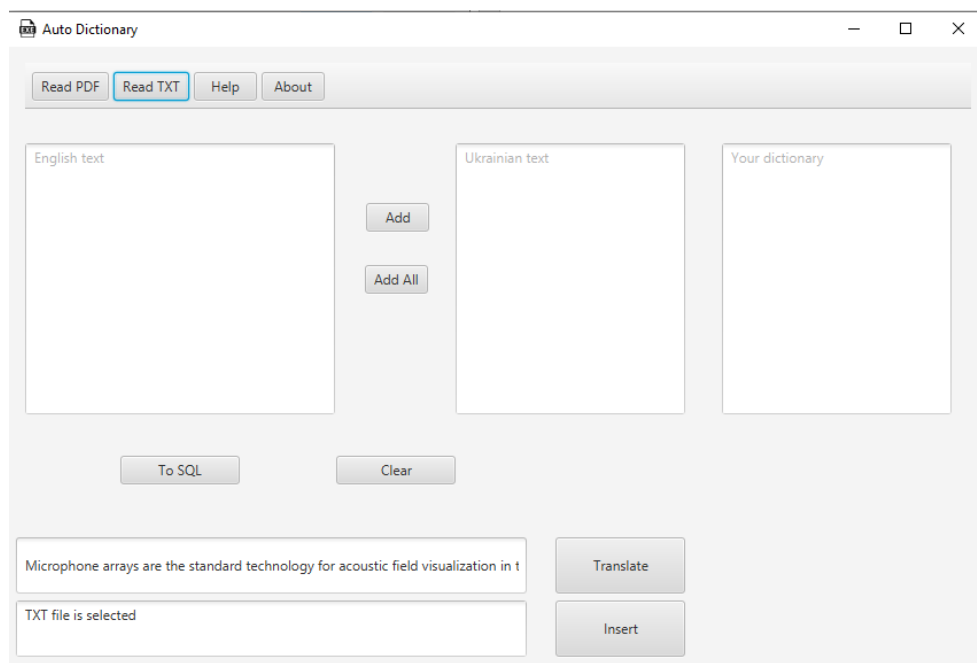 Auto Dictionary
Read PDF Read TXT Help About
English text Ukrainian text Your dictionary
Add
Add All
To SQL Clear
Microphone arrays are the standard technology for acoustic field visualization in t
Translate
TXT file is selected
Insert